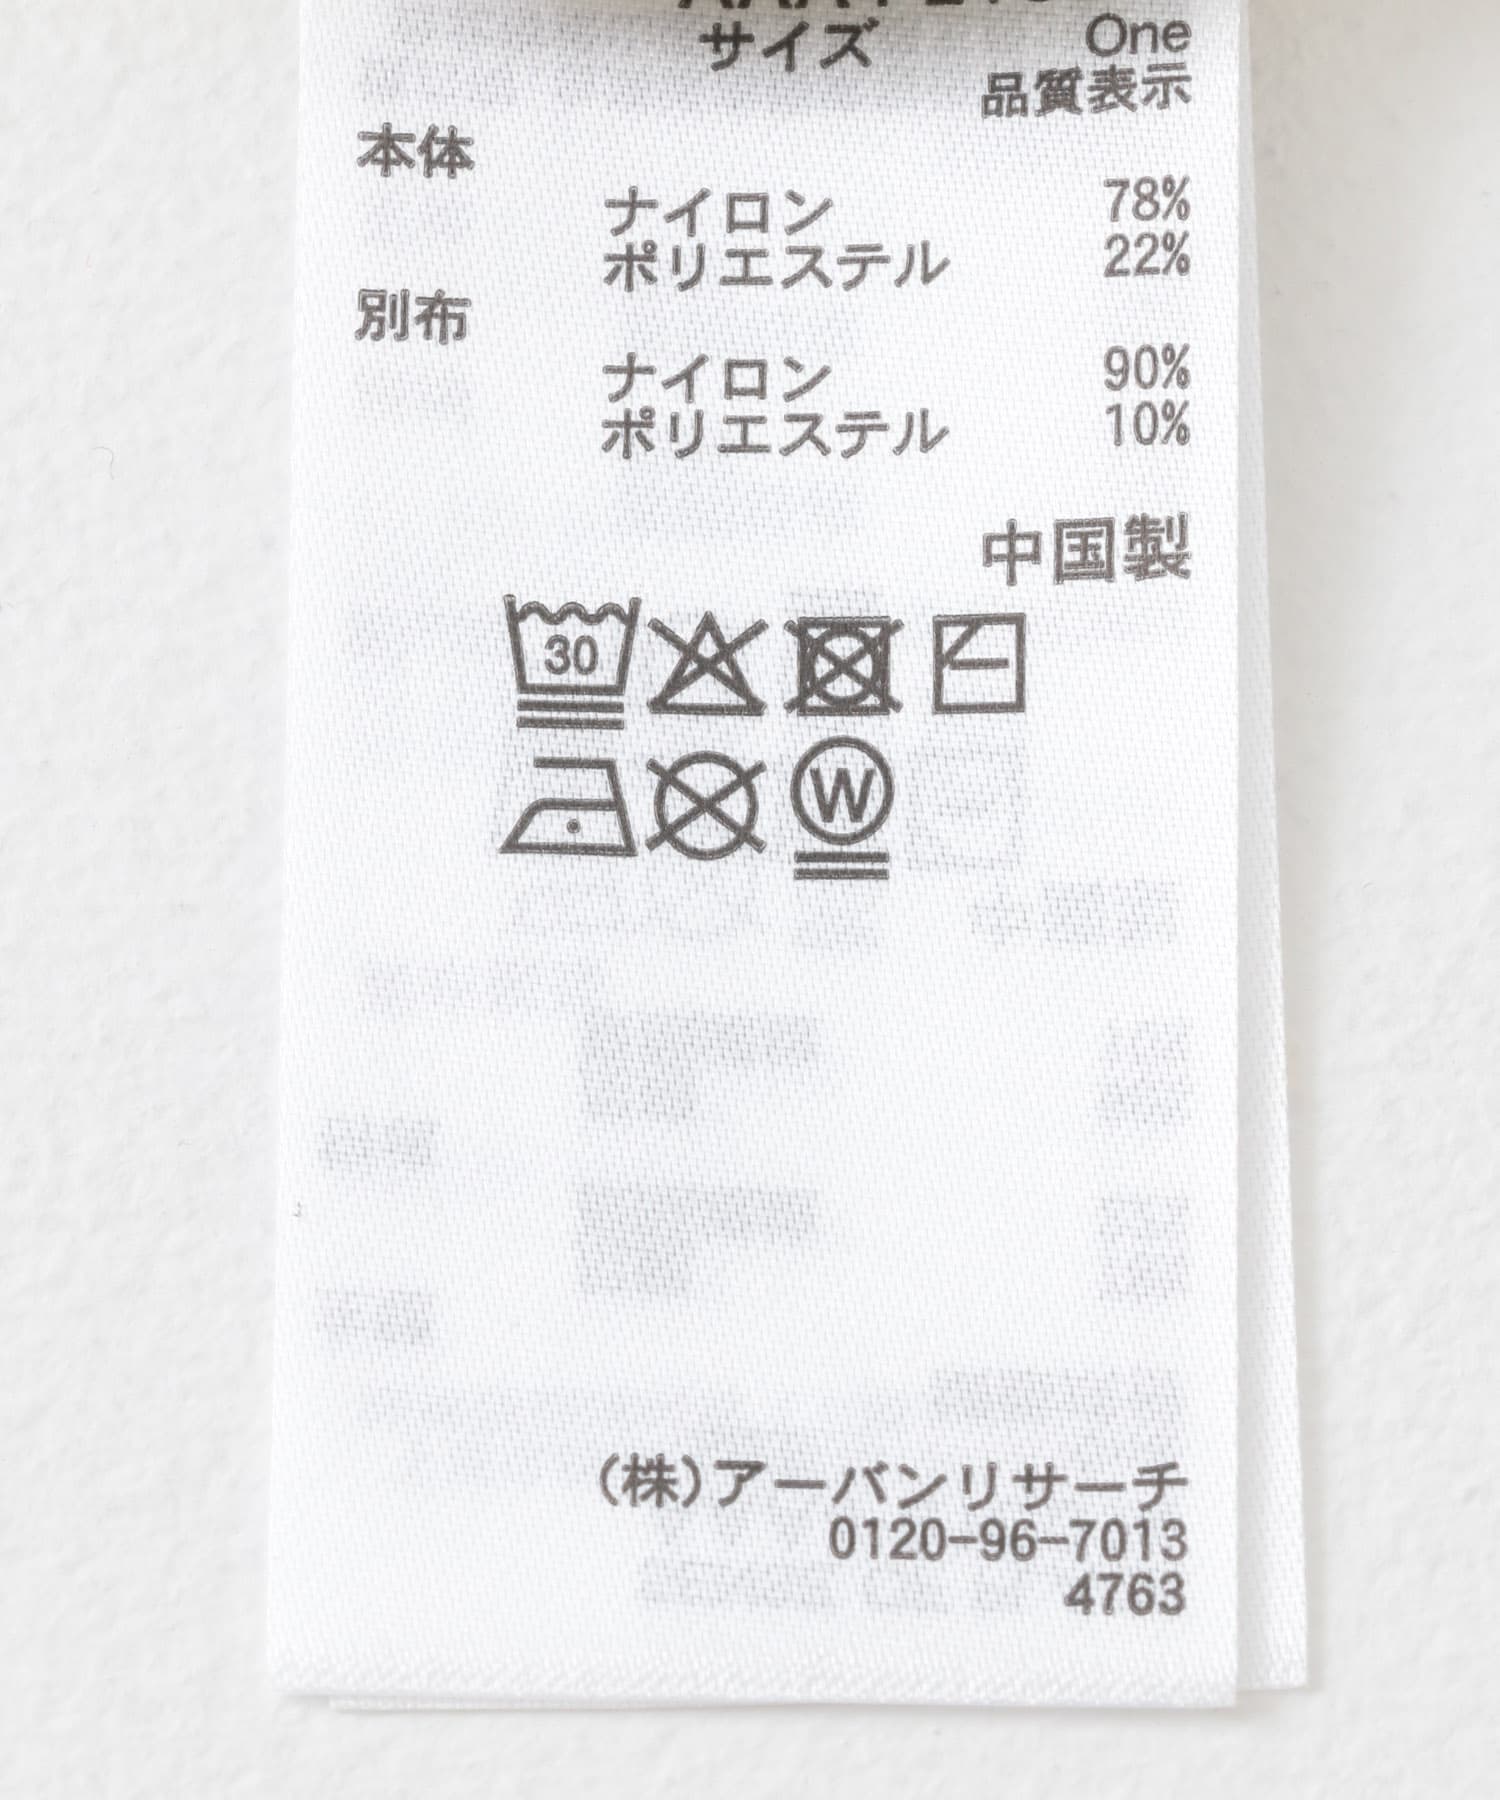 サイズ One
品質表示
本体
ナイロン 78%
ポリエステル 22%
別布
ナイロン 90%
ポリエステル 10%
中国製
30
W
(株)アーバンリサーチ
0120-96-7013
4763